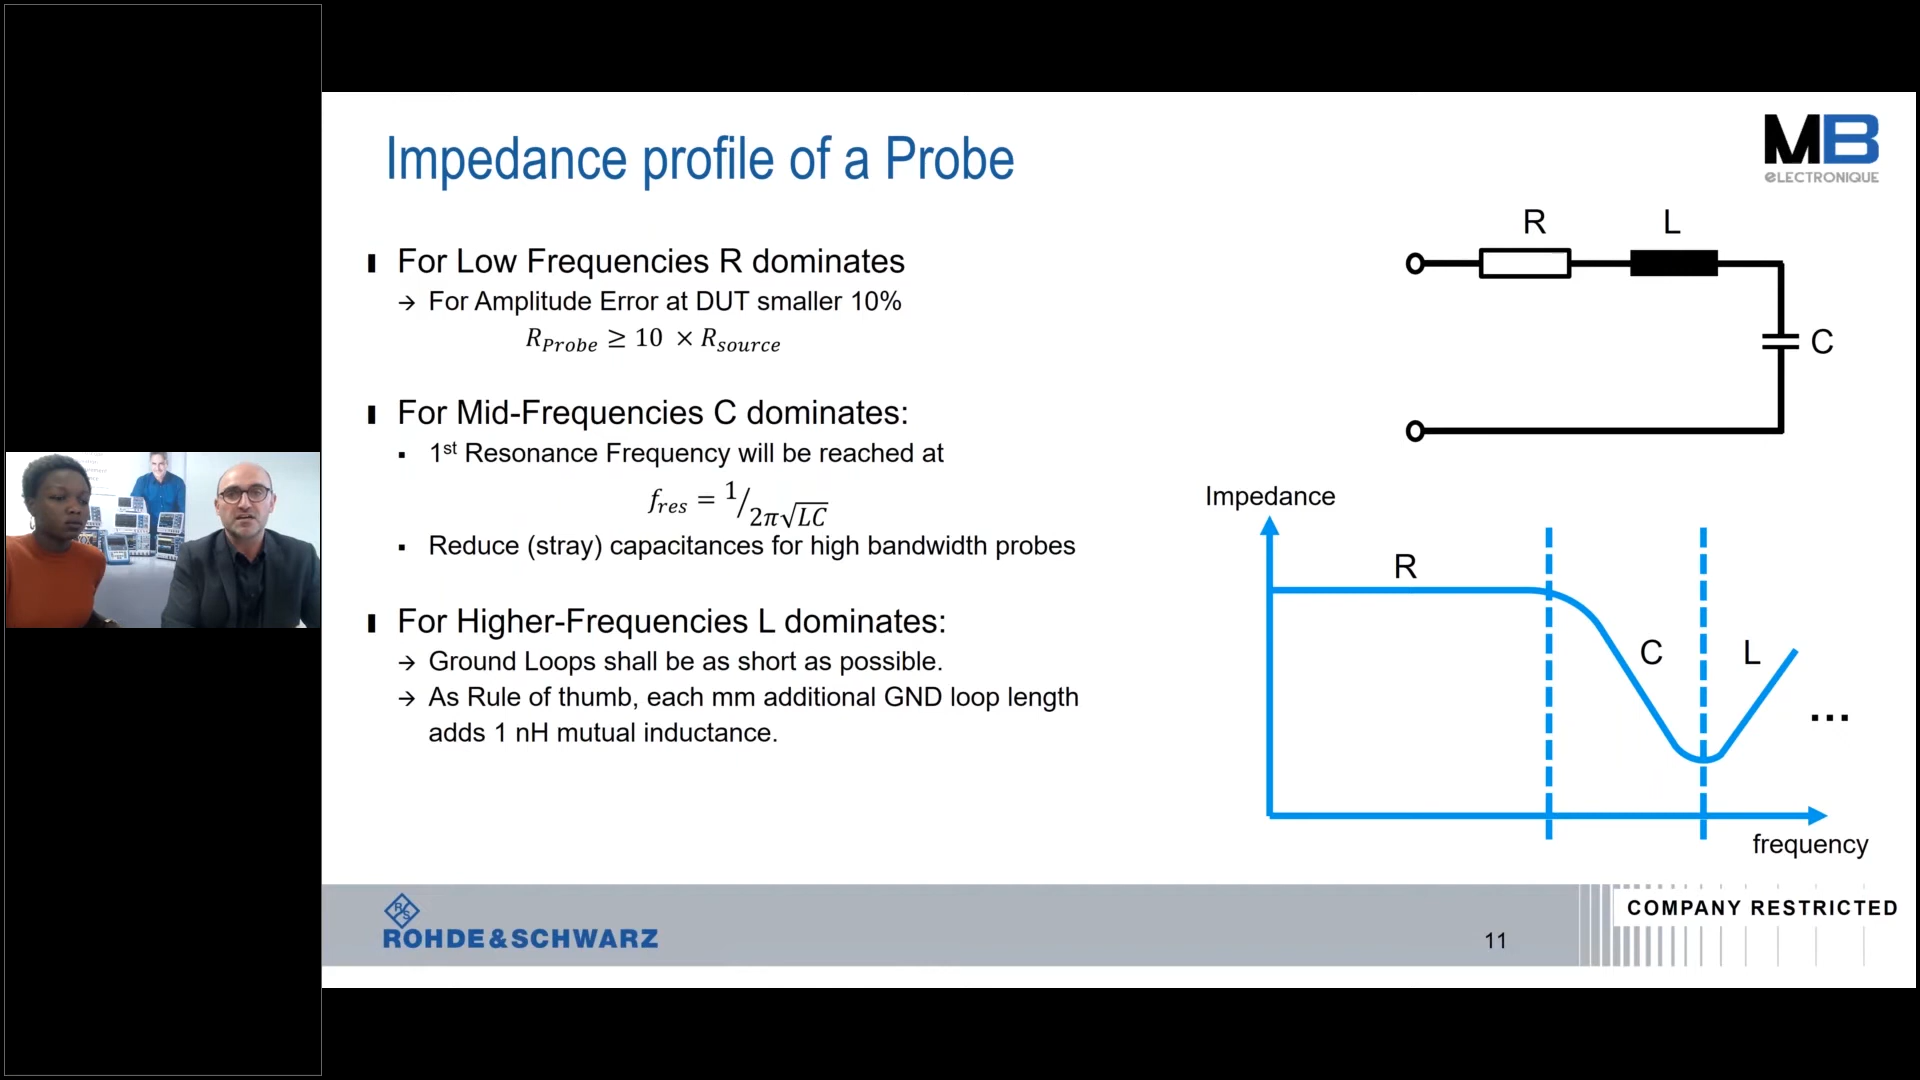 Impedance profile of a Probe
MB
eLECTRONIQUE
For Low Frequencies R dominates
→ For Amplitude Error at DUT smaller 10%
R_Probe ≥ 10 × R_source
For Mid-Frequencies C dominates:
▪ 1st Resonance Frequency will be reached at
f_res = 1/2π√LC
▪ Reduce (stray) capacitances for high bandwidth probes
For Higher-Frequencies L dominates:
→ Ground Loops shall be as short as possible.
→ As Rule of thumb, each mm additional GND loop length
adds 1 nH mutual inductance.
R
L
C
Impedance
R
C
L
...
frequency
RS
ROHDE&SCHWARZ
11
COMPANY RESTRICTED